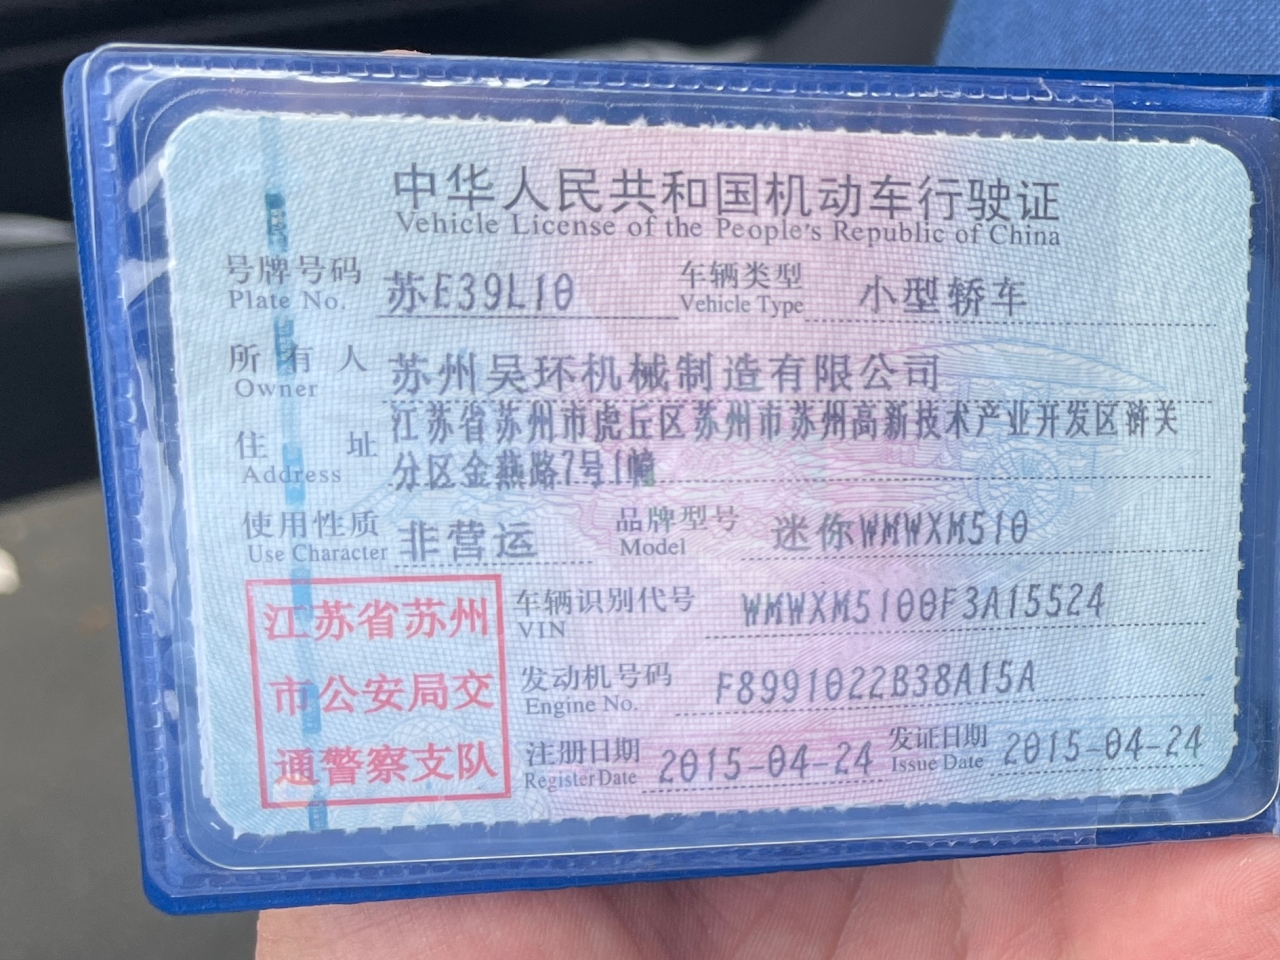 中华人民共和国机动车行驶证
Vehicle License of the People's Republic of China
号牌号码 苏E39L10 车辆类型 小型轿车
Plate No. Vehicle Type
所有人 苏州吴环机械制造有限公司
Owner
住址 江苏省苏州市虎丘区苏州市苏州高新技术产业开发区浒关
Address 分区金燕路7号1幢
使用性质 非营运 品牌型号 迷你WMWXM510
Use Character Model
江苏省苏州
市公安局交
通警察支队
车辆识别代号 WMWXM5100F3A15524
VIN
发动机号码 F8991022B38A15A
Engine No.
注册日期 2015-04-24 发证日期 2015-04-24
Register Date Issue Date